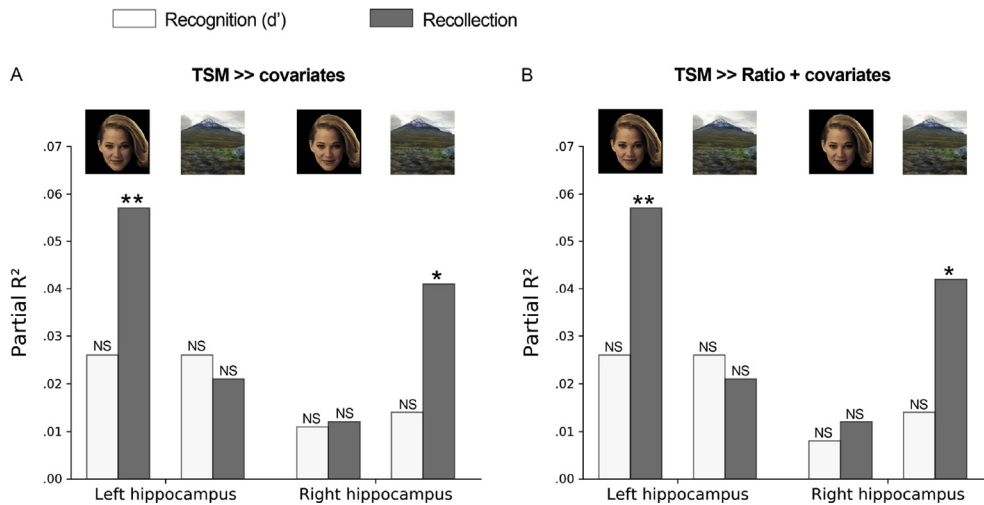 Recognition (d') Recollection
A TSM >> covariates
Partial R²
.07
.06
.05
.04
.03
.02
.01
.00
NS ** NS NS NS NS NS *
Left hippocampus Right hippocampus
B TSM >> Ratio + covariates
Partial R²
.07
.06
.05
.04
.03
.02
.01
.00
NS ** NS NS NS NS NS *
Left hippocampus Right hippocampus